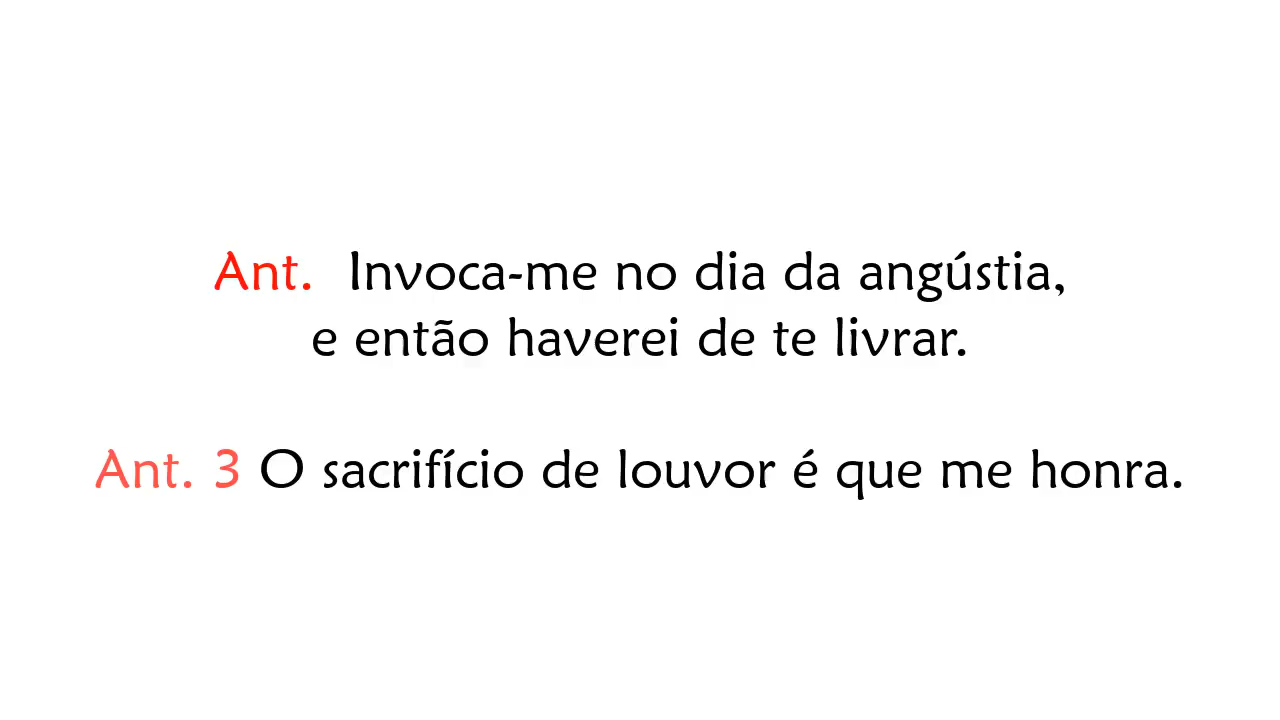 Ant. Invoca-me no dia da angústia,
e então haverei de te livrar.
Ant. 3 O sacrifício de louvor é que me honra.